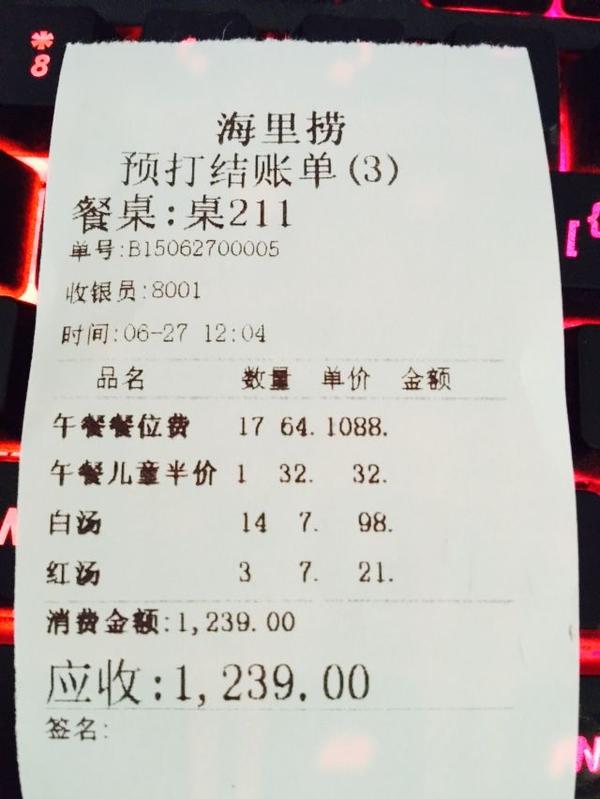 海里捞
预打结账单(3)
餐桌:桌211
单号:B15062700005
收银员:8001
时间:06-27 12:04
品名 数量 单价 金额
午餐餐位费 17 64. 1088.
午餐儿童半价 1 32. 32.
白汤 14 7. 98.
红汤 3 7. 21.
消费金额:1,239.00
应收:1,239.00
签名:
*
8
[{
N